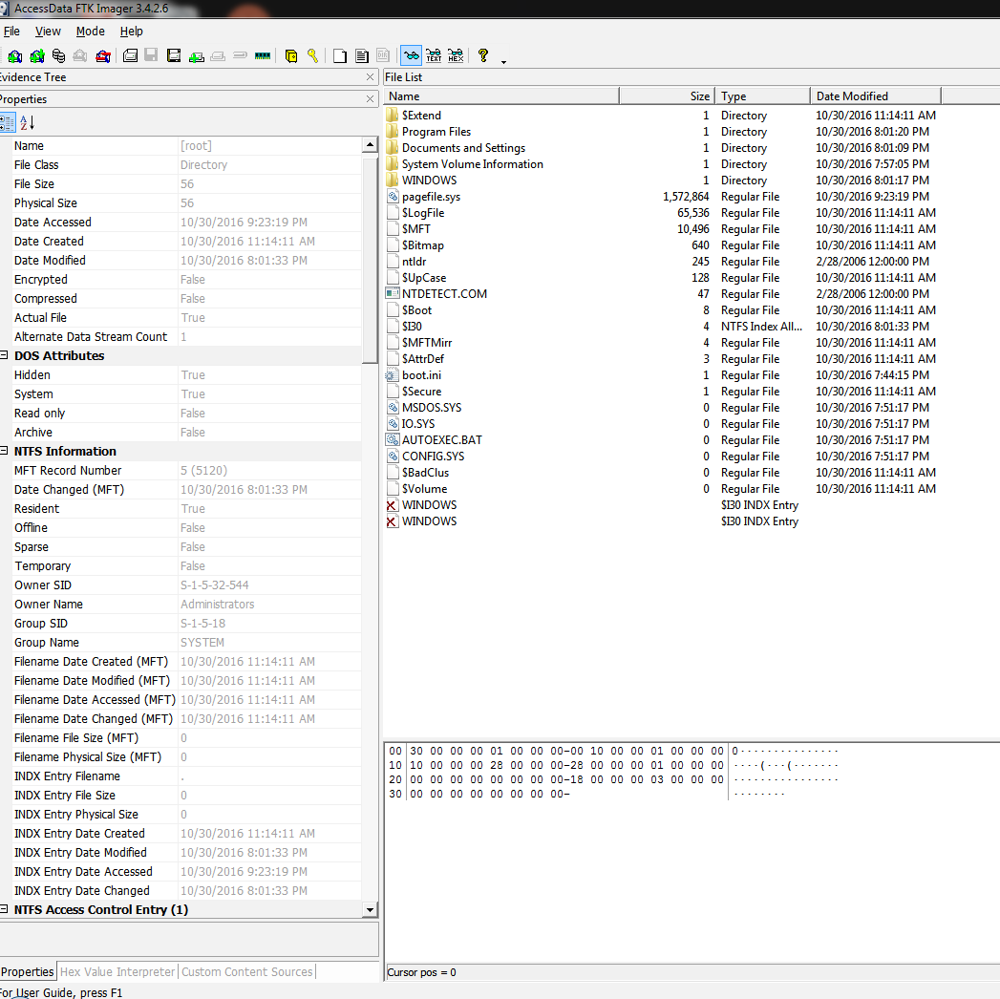 AccessData FTK Imager 3.4.2.6
File View Mode Help
TEXT HEX
Evidence Tree
Properties
A Z
Name [root]
File Class Directory
File Size 56
Physical Size 56
Date Accessed 10/30/2016 9:23:19 PM
Date Created 10/30/2016 11:14:11 AM
Date Modified 10/30/2016 8:01:33 PM
Encrypted False
Compressed False
Actual File True
Alternate Data Stream Count 1
DOS Attributes
Hidden True
System True
Read only False
Archive False
NTFS Information
MFT Record Number 5 (5120)
Date Changed (MFT) 10/30/2016 8:01:33 PM
Resident True
Offline False
Sparse False
Temporary False
Owner SID S-1-5-32-544
Owner Name Administrators
Group SID S-1-5-18
Group Name SYSTEM
Filename Date Created (MFT) 10/30/2016 11:14:11 AM
Filename Date Modified (MFT) 10/30/2016 11:14:11 AM
Filename Date Accessed (MFT) 10/30/2016 11:14:11 AM
Filename Date Changed (MFT) 10/30/2016 11:14:11 AM
Filename File Size (MFT) 0
Filename Physical Size (MFT) 0
INDX Entry Filename .
INDX Entry File Size 0
INDX Entry Physical Size 0
INDX Entry Date Created 10/30/2016 11:14:11 AM
INDX Entry Date Modified 10/30/2016 8:01:33 PM
INDX Entry Date Accessed 10/30/2016 9:23:19 PM
INDX Entry Date Changed 10/30/2016 8:01:33 PM
NTFS Access Control Entry (1)
Properties Hex Value Interpreter Custom Content Sources
For User Guide, press F1
File List
Name Size Type Date Modified
$Extend 1 Directory 10/30/2016 11:14:11 AM
Program Files 1 Directory 10/30/2016 8:01:20 PM
Documents and Settings 1 Directory 10/30/2016 8:01:09 PM
System Volume Information 1 Directory 10/30/2016 7:57:05 PM
WINDOWS 1 Directory 10/30/2016 8:01:17 PM
pagefile.sys 1,572,864 Regular File 10/30/2016 9:23:19 PM
$LogFile 65,536 Regular File 10/30/2016 11:14:11 AM
$MFT 10,496 Regular File 10/30/2016 11:14:11 AM
$Bitmap 640 Regular File 10/30/2016 11:14:11 AM
ntldr 245 Regular File 2/28/2006 12:00:00 PM
$UpCase 128 Regular File 10/30/2016 11:14:11 AM
NTDETECT.COM 47 Regular File 2/28/2006 12:00:00 PM
$Boot 8 Regular File 10/30/2016 11:14:11 AM
$I30 4 NTFS Index All... 10/30/2016 8:01:33 PM
$MFTMirr 4 Regular File 10/30/2016 11:14:11 AM
$AttrDef 3 Regular File 10/30/2016 11:14:11 AM
boot.ini 1 Regular File 10/30/2016 7:44:15 PM
$Secure 1 Regular File 10/30/2016 11:14:11 AM
MSDOS.SYS 0 Regular File 10/30/2016 7:51:17 PM
IO.SYS 0 Regular File 10/30/2016 7:51:17 PM
AUTOEXEC.BAT 0 Regular File 10/30/2016 7:51:17 PM
CONFIG.SYS 0 Regular File 10/30/2016 7:51:17 PM
$BadClus 0 Regular File 10/30/2016 11:14:11 AM
$Volume 0 Regular File 10/30/2016 11:14:11 AM
WINDOWS $I30 INDX Entry
WINDOWS $I30 INDX Entry
00 30 00 00 00 01 00 00 00-00 10 00 00 01 00 00 00 0···············
10 10 00 00 00 28 00 00 00-28 00 00 00 01 00 00 00 ····(···(·······
20 00 00 00 00 00 00 00 00-18 00 00 00 03 00 00 00 ················
30 00 00 00 00 00 00 00 00- ········
Cursor pos = 0